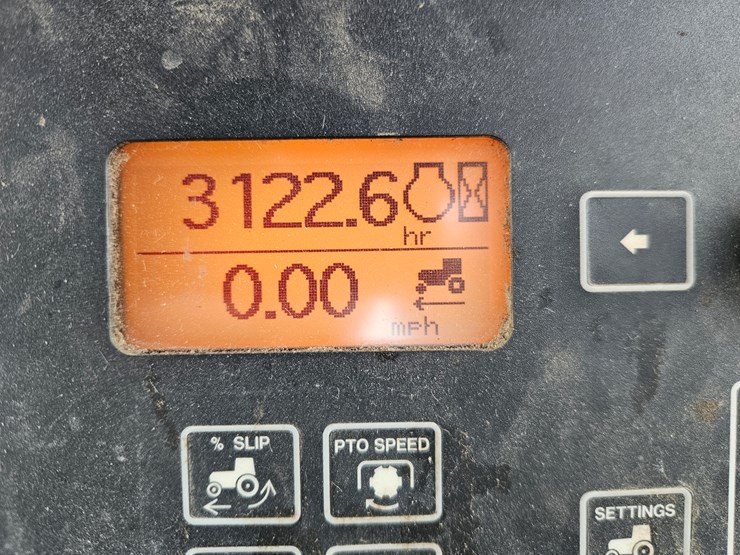 3122.6
hr
0.00
mph
% SLIP
PTO SPEED
SETTINGS